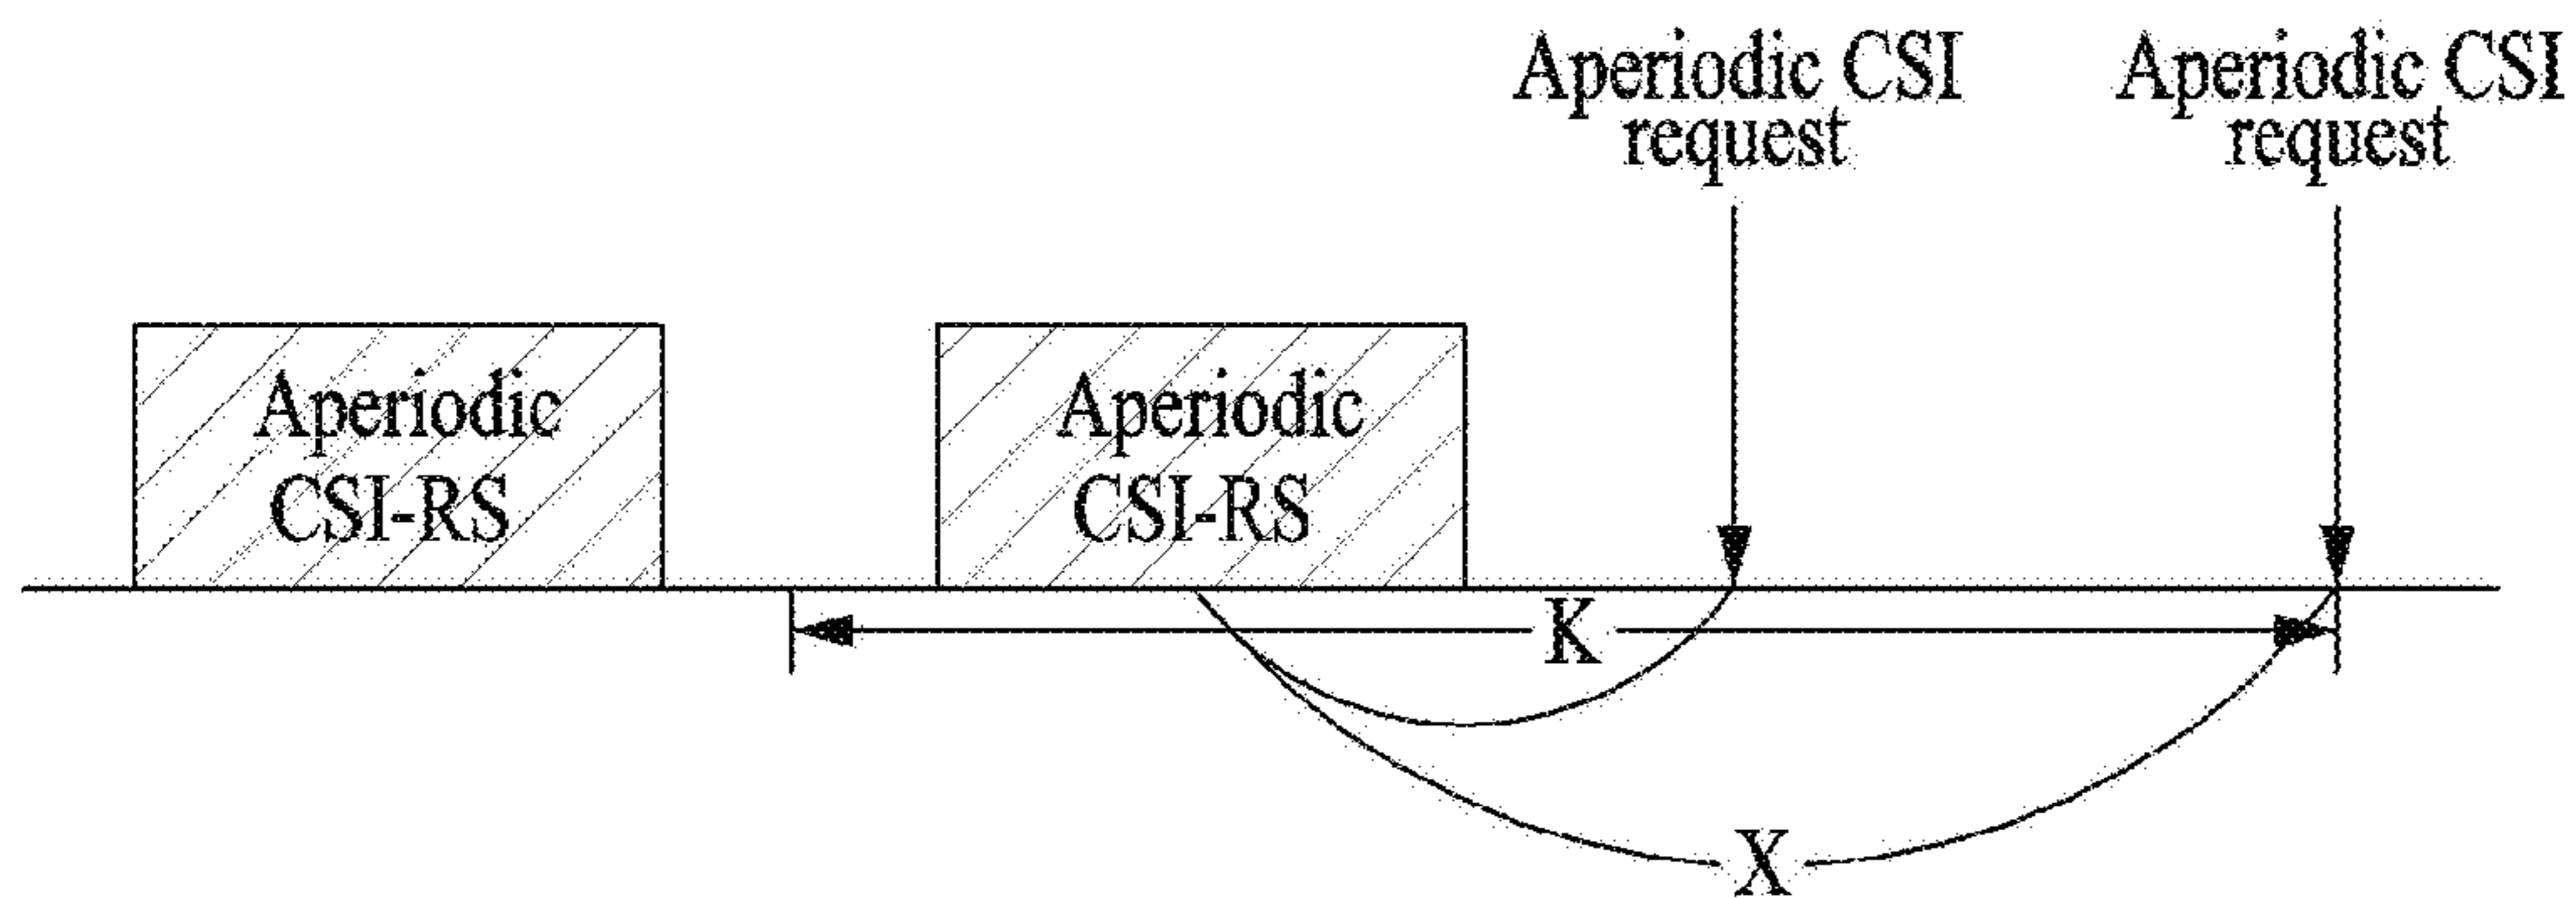 Aperiodic CSI
request
Aperiodic CSI
request
Aperiodic
CSI-RS
Aperiodic
CSI-RS
K
X